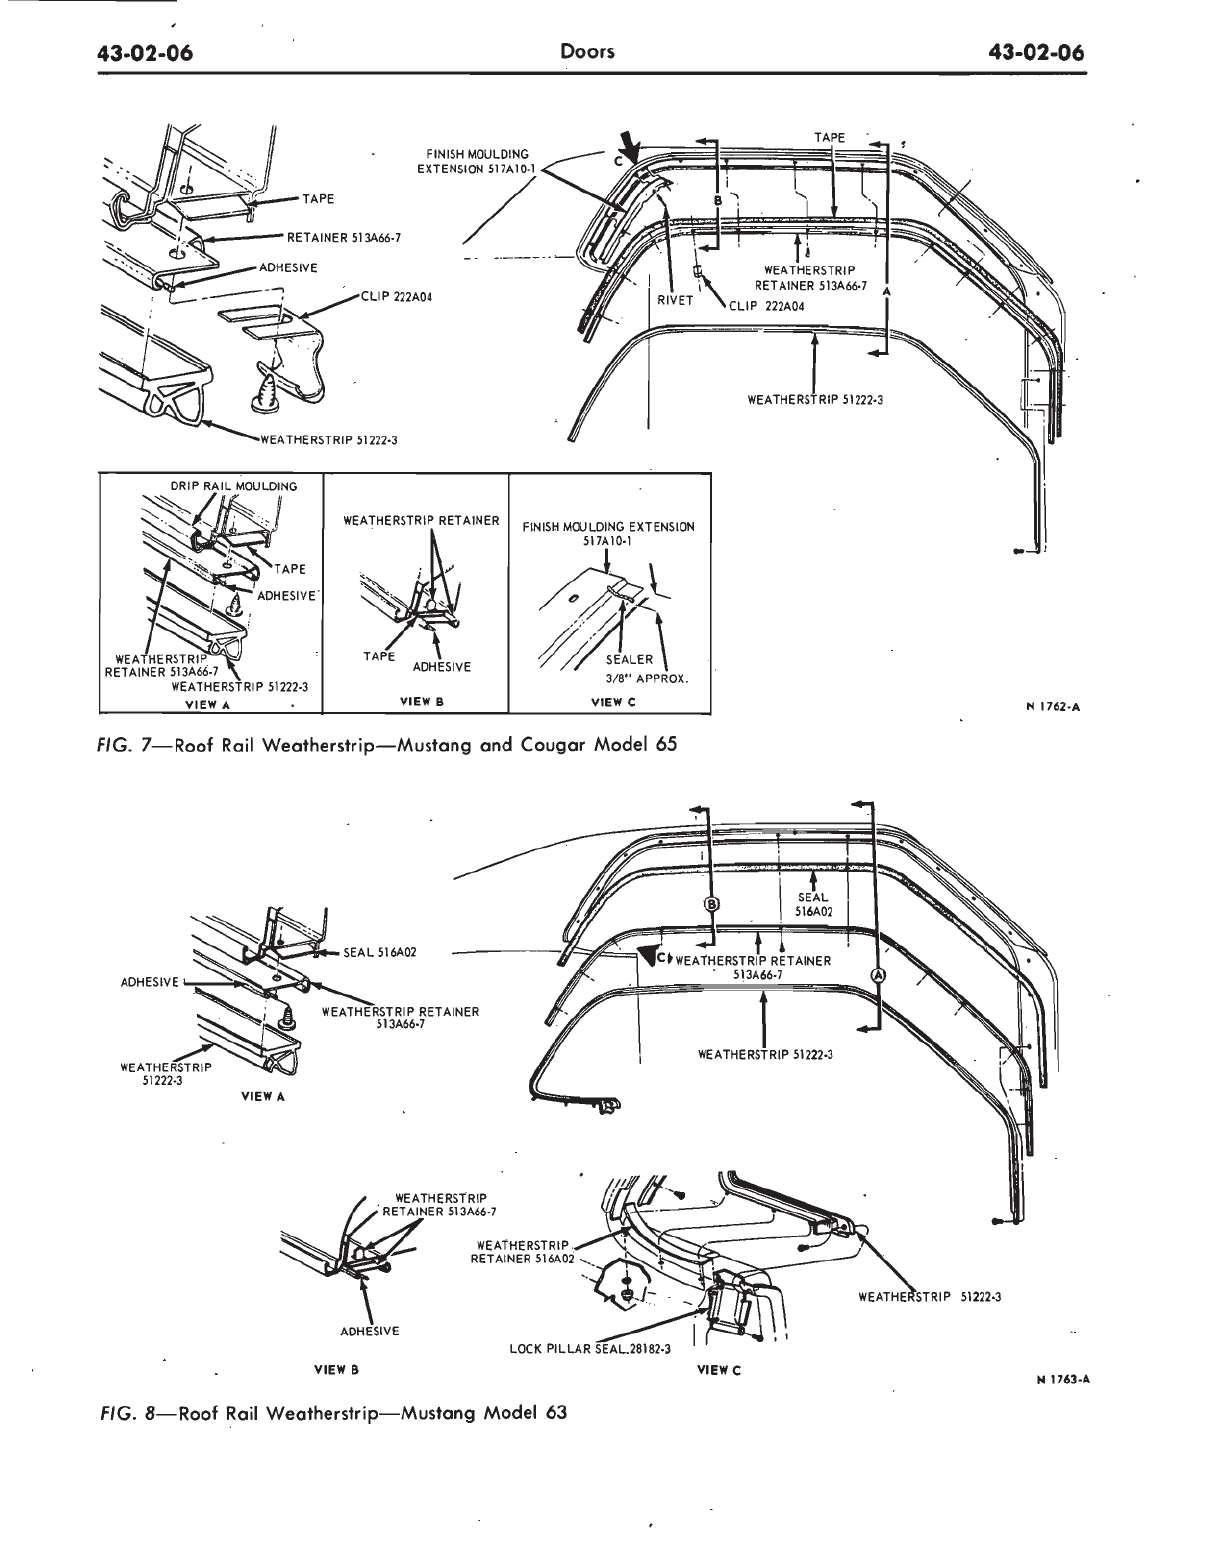 43-02-06
Doors
43-02-06
TAPE
RETAINER 513A66-7
ADHESIVE
CLIP 222A04
WEATHERSTRIP 51222-3
FINISH MOULDING
EXTENSION 517A10-1
C
TAPE
B
WEATHERSTRIP
RETAINER 513A66-7
A
RIVET
CLIP 222A04
WEATHERSTRIP 51222-3
DRIP RAIL MOULDING
TAPE
ADHESIVE
WEATHERSTRIP
RETAINER 513A66-7
WEATHERSTRIP 51222-3
VIEW A
WEATHERSTRIP RETAINER
TAPE
ADHESIVE
VIEW B
FINISH MOULDING EXTENSION
517A10-1
SEALER
3/8" APPROX.
VIEW C
N 1762-A
FIG. 7—Roof Rail Weatherstrip—Mustang and Cougar Model 65
SEAL 516A02
ADHESIVE
WEATHERSTRIP RETAINER
513A66-7
WEATHERSTRIP
51222-3
VIEW A
B
SEAL
516A02
C
WEATHERSTRIP RETAINER
513A66-7
A
WEATHERSTRIP 51222-3
WEATHERSTRIP
RETAINER 513A66-7
ADHESIVE
VIEW B
WEATHERSTRIP
RETAINER 516A02
LOCK PILLAR SEAL.28182-3
WEATHERSTRIP 51222-3
VIEW C
N 1763-A
FIG. 8—Roof Rail Weatherstrip—Mustang Model 63